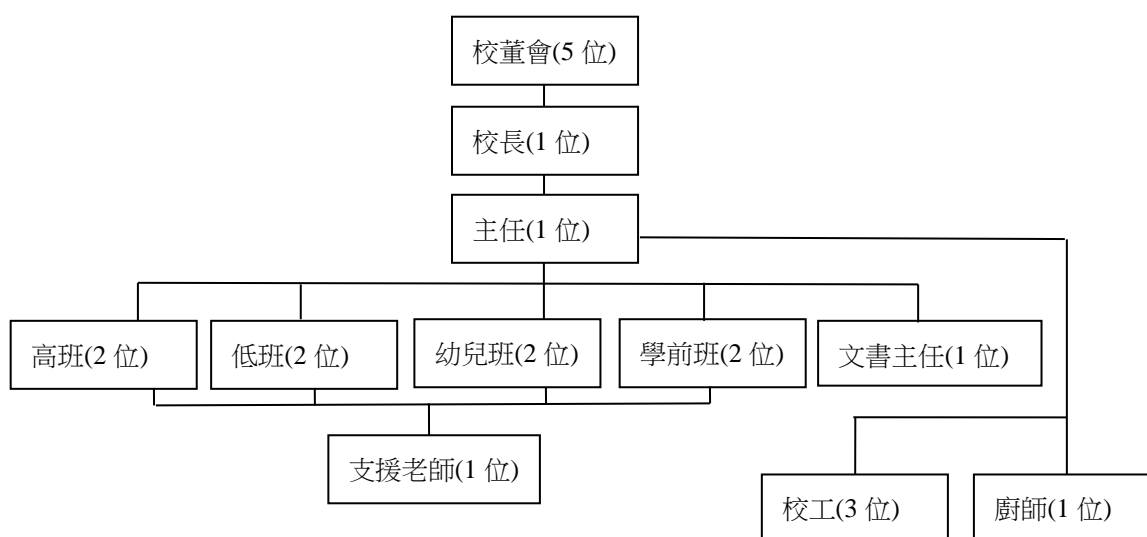 校董會(5 位)
校長(1 位)
主任(1 位)
高班(2 位)
低班(2 位)
幼兒班(2 位)
學前班(2 位)
文書主任(1 位)
支援老師(1 位)
校工(3 位)
廚師(1 位)